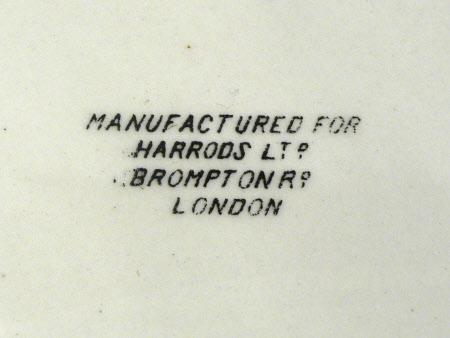 MANUFACTURED FOR
HARRODS LTD
BROMPTON RD
LONDON